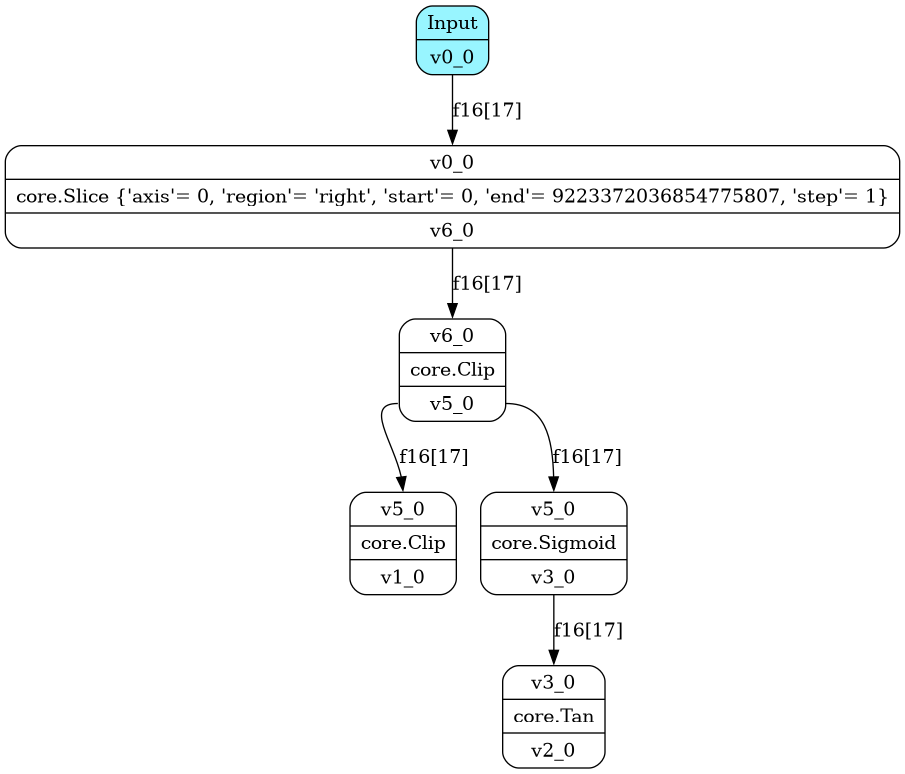 Input
v0_0
f16[17]
v0_0
core.Slice {'axis'= 0, 'region'= 'right', 'start'= 0, 'end'= 9223372036854775807, 'step'= 1}
v6_0
f16[17]
v6_0
core.Clip
v5_0
f16[17]
f16[17]
v5_0
core.Clip
v1_0
v5_0
core.Sigmoid
v3_0
f16[17]
v3_0
core.Tan
v2_0